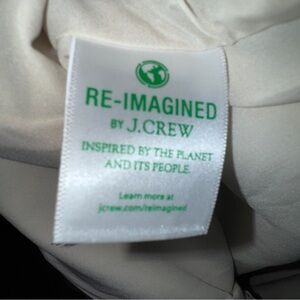 RE-IMAGINED
BY J.CREW
INSPIRED BY THE PLANET
AND ITS PEOPLE.
Learn more at
jcrew.com/reimagined